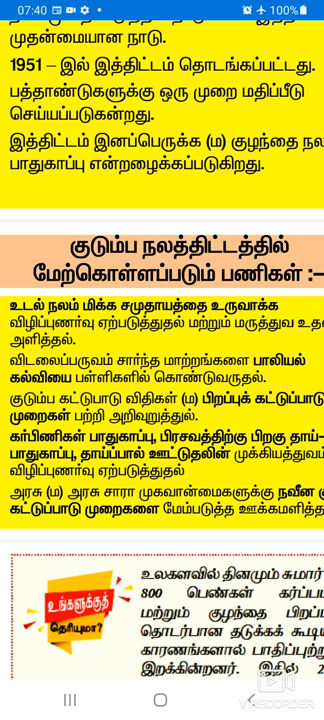 07:40
100%
முதன்மையான நாடு.
1951 – இல் இத்திட்டம் தொடங்கப்பட்டது.
பத்தாண்டுகளுக்கு ஒரு முறை மதிப்பீடு
செய்யப்படுகன்றது.
இத்திட்டம் இனப்பெருக்க (ம) குழந்தை நல
பாதுகாப்பு என்றழைக்கப்படுகிறது.
குடும்ப நலத்திட்டத்தில்
மேற்கொள்ளப்படும் பணிகள் :–
உடல் நலம் மிக்க சமுதாயத்தை உருவாக்க
விழிப்புணர்வு ஏற்படுத்துதல் மற்றும் மருத்துவ உத
அளித்தல்.
விடலைப்பருவம் சார்ந்த மாற்றங்களை பாலியல்
கல்வியை பள்ளிகளில் கொண்டுவருதல்.
குடும்ப கட்டுபாடு விதிகள் (ம) பிறப்புக் கட்டுப்பாடு
முறைகள் பற்றி அறிவுறுத்துல்.
கர்பிணிகள் பாதுகாப்பு, பிரசவத்திற்கு பிறகு தாய்–
பாதுகாப்பு, தாய்ப்பால் ஊட்டுதலின் முக்கியத்துவம்
விழிப்புணர்வு ஏற்படுத்துதல்
அரசு (ம) அரசு சாரா முகவான்மைகளுக்கு நவீன
கட்டுப்பாடு முறைகளை மேம்படுத்த ஊக்கமளித்த
உங்களுக்குத்
தெரியுமா?
உலகளவில் தினமும் சுமார்
800 பெண்கள் கர்ப்ப
மற்றும் குழந்தை பிறப்
தொடர்பான தடுக்கக் கூடிய
காரணங்களால் பாதிப்புற்று
இறக்கின்றனர். இதில் 2
RECORDER